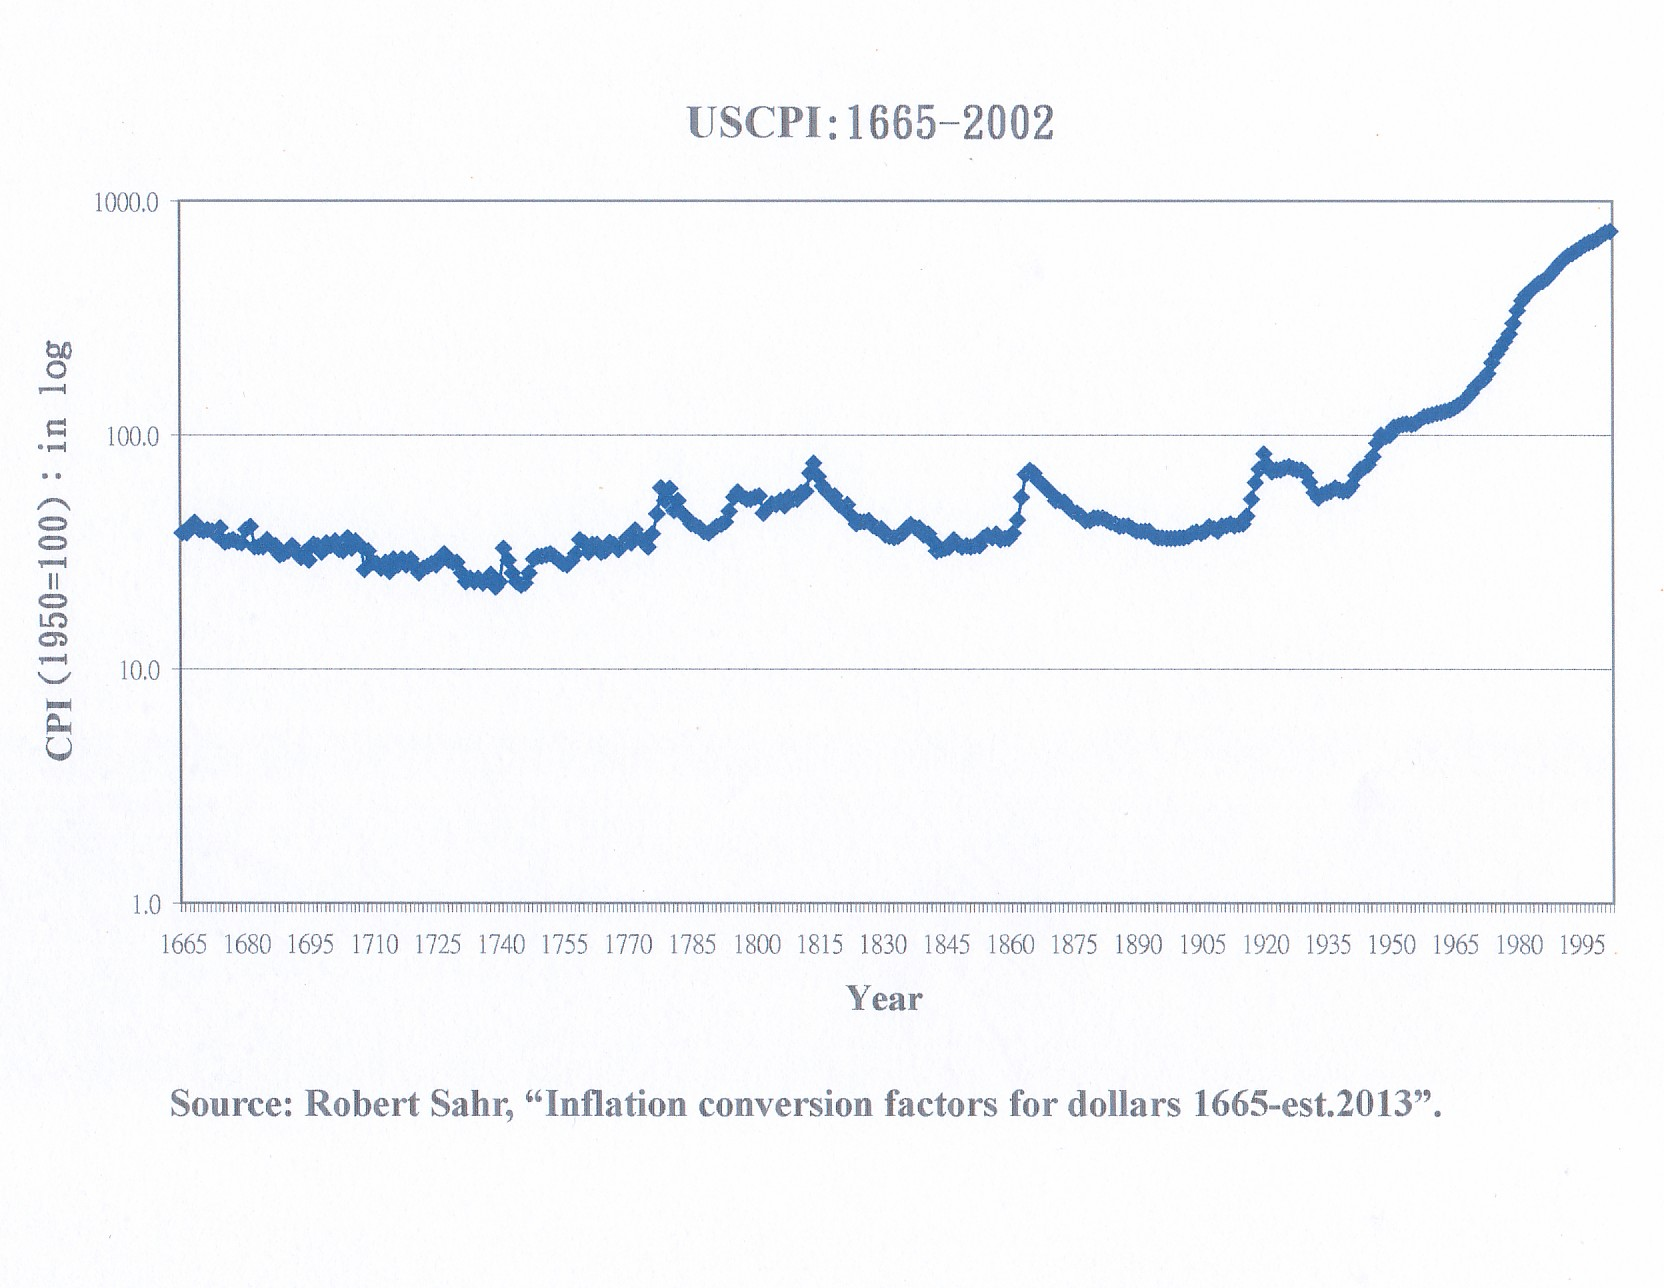 USCPI:1665-2002
1000.0
100.0
10.0
1.0
CPI(1950=100): in log
1665 1680 1695 1710 1725 1740 1755 1770 1785 1800 1815 1830 1845 1860 1875 1890 1905 1920 1935 1950 1965 1980 1995
Year
Source: Robert Sahr, “Inflation conversion factors for dollars 1665-est.2013”.